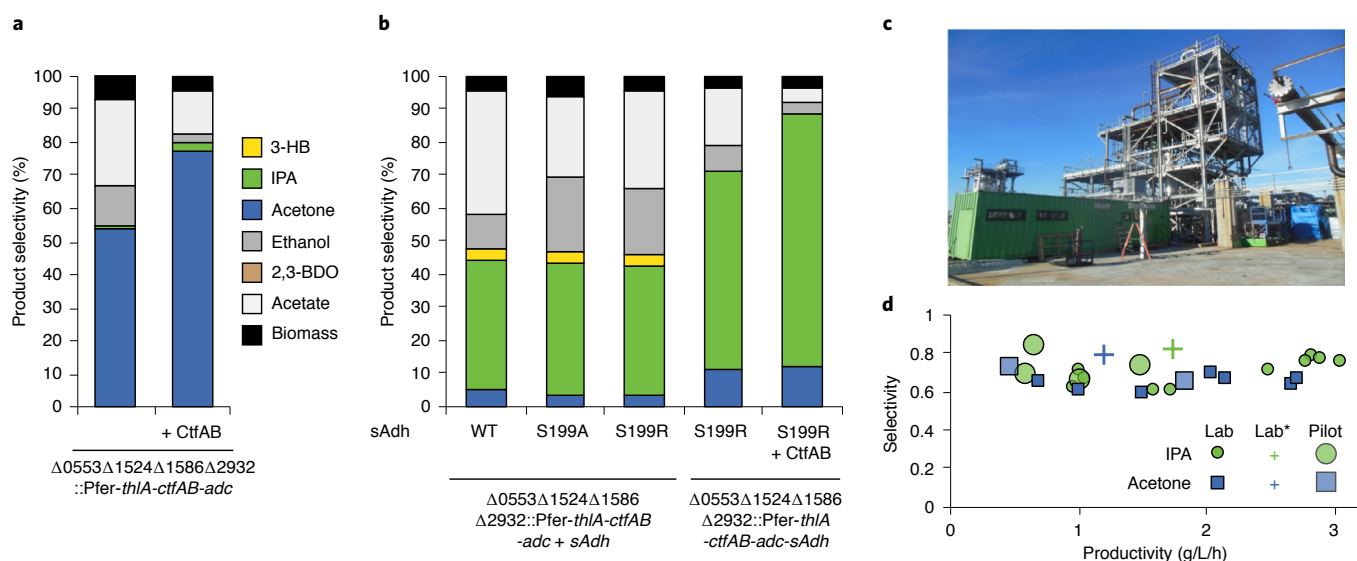 a
Product selectivity (%)
100
90
80
70
60
50
40
30
20
10
0
+ CtfAB
Δ0553Δ1524Δ1586Δ2932
::Pfer-thlA-ctfAB-adc
3-HB
IPA
Acetone
Ethanol
2,3-BDO
Acetate
Biomass
b
Product selectivity (%)
100
90
80
70
60
50
40
30
20
10
0
sAdh
WT
S199A
S199R
S199R
S199R
+ CtfAB
Δ0553Δ1524Δ1586
Δ2932::Pfer-thlA-ctfAB
-adc + sAdh
Δ0553Δ1524Δ1586
Δ2932::Pfer-thlA
-ctfAB-adc-sAdh
c
d
Selectivity
1
0.8
0.6
0.4
0.2
0
Lab Lab* Pilot
IPA
Acetone
0 1 2 3
Productivity (g/L/h)